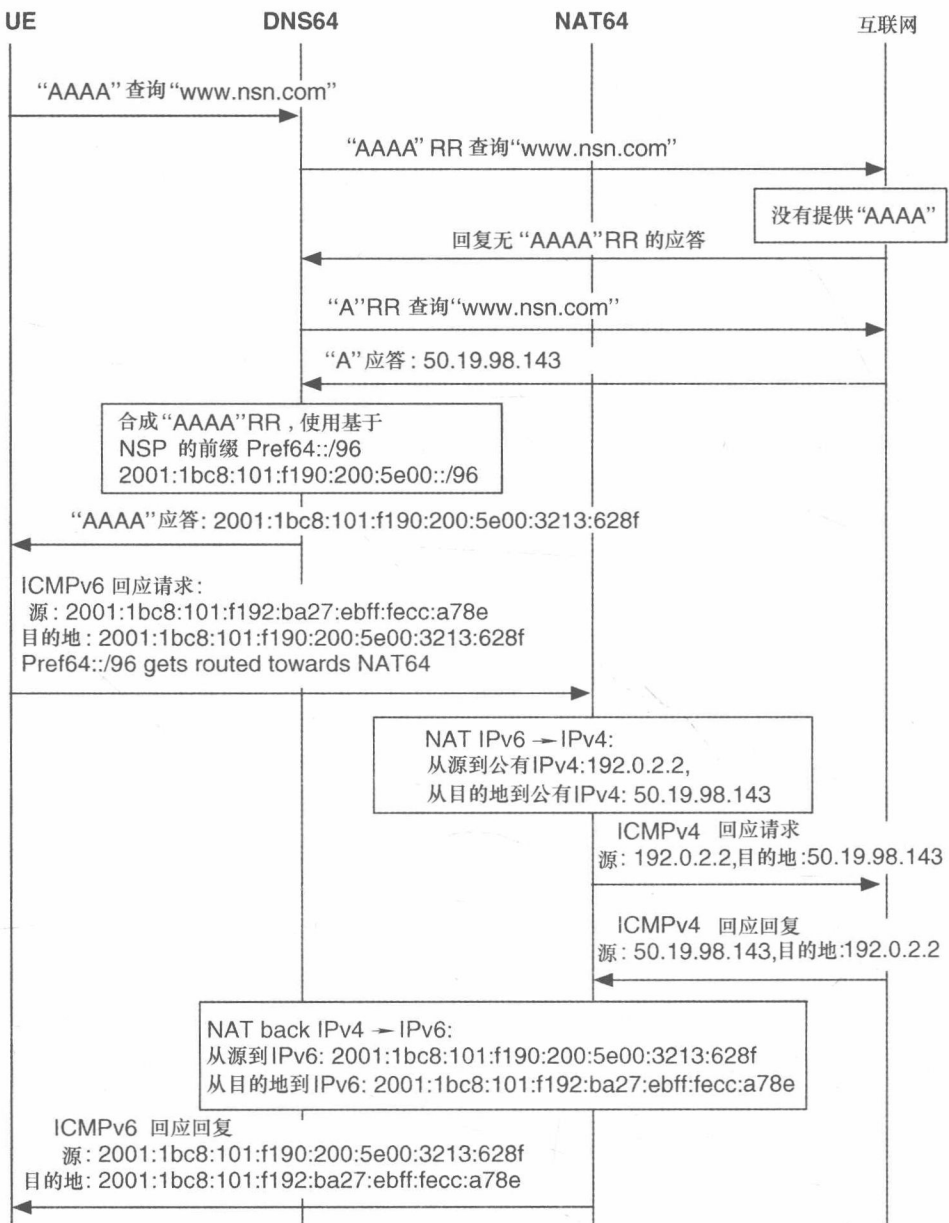 UE
DNS64
NAT64
互联网
“AAAA”查询“www.nsn.com”
“AAAA” RR 查询“www.nsn.com”
没有提供“AAAA”
回复无 “AAAA”RR 的应答
“A”RR 查询“www.nsn.com”
“A”应答: 50.19.98.143
合成“AAAA”RR , 使用基于
NSP 的前缀 Pref64::/96
2001:1bc8:101:f190:200:5e00::/96
“AAAA”应答: 2001:1bc8:101:f190:200:5e00:3213:628f
ICMPv6 回应请求:
源: 2001:1bc8:101:f192:ba27:ebff:fecc:a78e
目的地: 2001:1bc8:101:f190:200:5e00:3213:628f
Pref64::/96 gets routed towards NAT64
NAT IPv6 → IPv4:
从源到公有IPv4:192.0.2.2,
从目的地到公有IPv4: 50.19.98.143
ICMPv4 回应请求
源: 192.0.2.2,目的地:50.19.98.143
ICMPv4 回应回复
源: 50.19.98.143,目的地:192.0.2.2
NAT back IPv4 → IPv6:
从源到IPv6: 2001:1bc8:101:f190:200:5e00:3213:628f
从目的地到IPv6: 2001:1bc8:101:f192:ba27:ebff:fecc:a78e
ICMPv6 回应回复
源: 2001:1bc8:101:f190:200:5e00:3213:628f
目的地: 2001:1bc8:101:f192:ba27:ebff:fecc:a78e